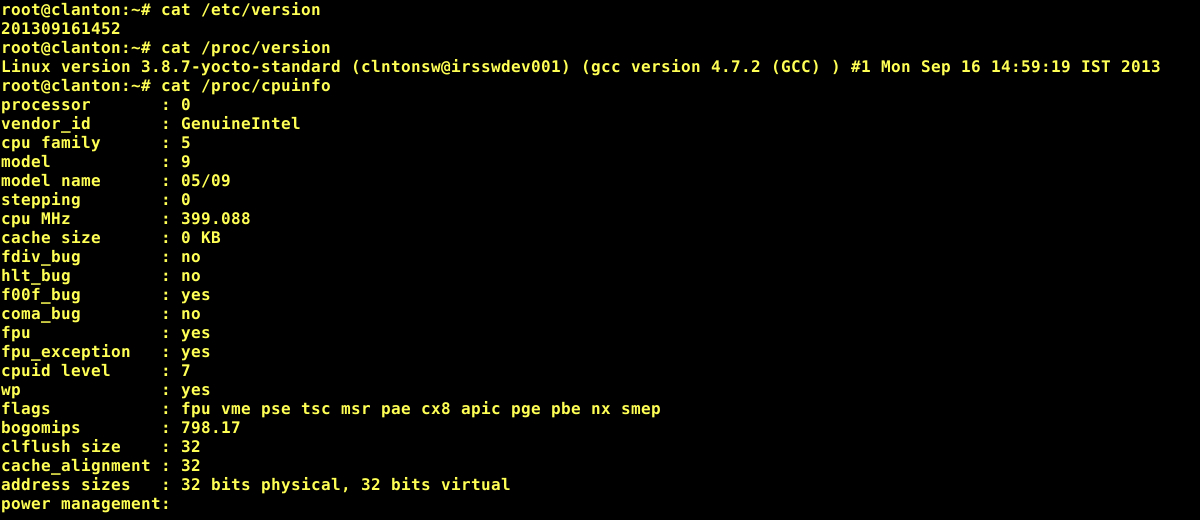 root@clanton:~# cat /etc/version
201309161452
root@clanton:~# cat /proc/version
Linux version 3.8.7-yocto-standard (clntonsw@irsswdev001) (gcc version 4.7.2 (GCC) ) #1 Mon Sep 16 14:59:19 IST 2013
root@clanton:~# cat /proc/cpuinfo
processor       : 0
vendor_id       : GenuineIntel
cpu family      : 5
model           : 9
model name      : 05/09
stepping        : 0
cpu MHz         : 399.088
cache size      : 0 KB
fdiv_bug        : no
hlt_bug         : no
f00f_bug        : yes
coma_bug        : no
fpu             : yes
fpu_exception   : yes
cpuid level     : 7
wp              : yes
flags           : fpu vme pse tsc msr pae cx8 apic pge pbe nx smep
bogomips        : 798.17
clflush size    : 32
cache_alignment : 32
address sizes   : 32 bits physical, 32 bits virtual
power management: